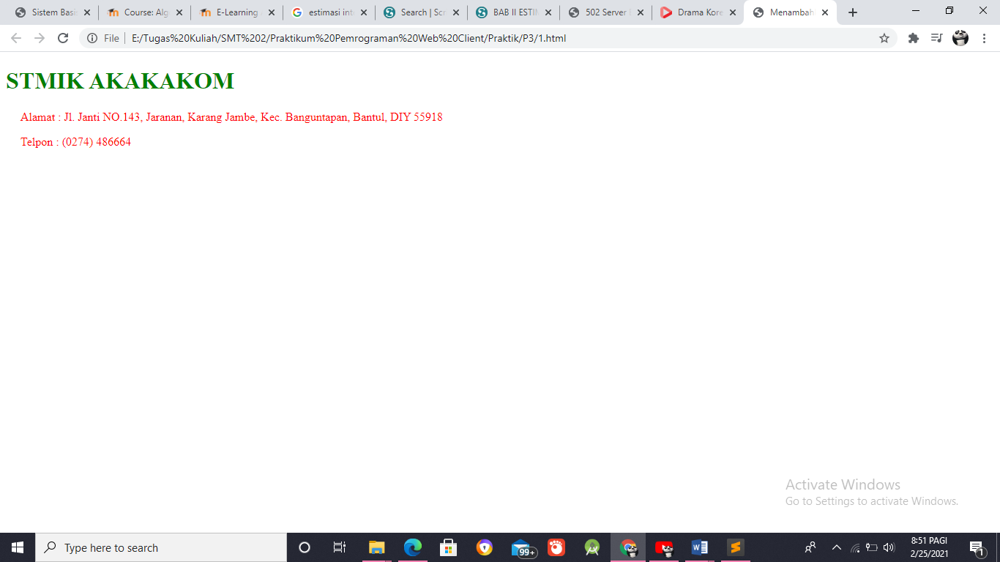 Sistem Basi
Course: Alg
E-Learning
estimasi int
Search | Scr
BAB II ESTI
502 Server
Drama Kore
Menambah
File
E:/Tugas%20Kuliah/SMT%202/Praktikum%20Pemrograman%20Web%20Client/Praktik/P3/1.html
STMIK AKAKAKOM
Alamat : Jl. Janti NO.143, Jaranan, Karang Jambe, Kec. Banguntapan, Bantul, DIY 55918
Telpon : (0274) 486664
Activate Windows
Go to Settings to activate Windows.
Type here to search
99+
8:51 PAGI
2/25/2021
1